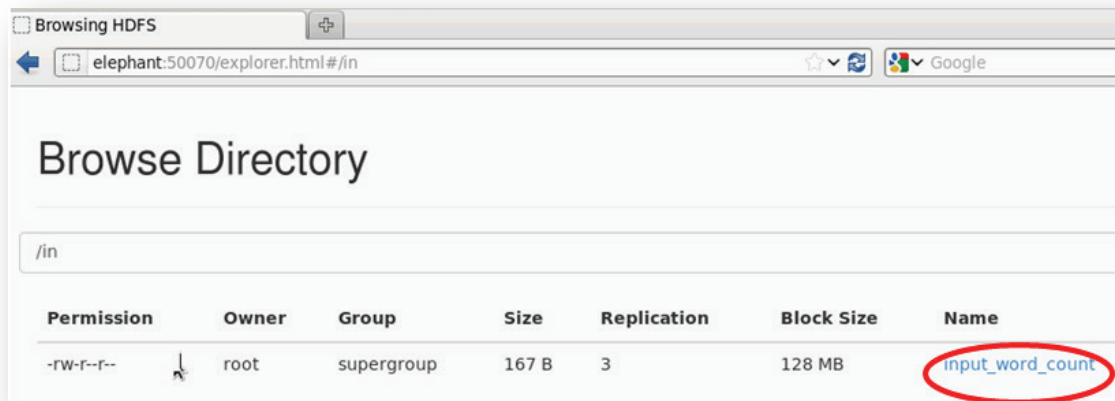 Browsing HDFS
elephant:50070/explorer.html#/in
Google
Browse Directory
/in
Permission Owner Group Size Replication Block Size Name
-rw-r--r-- root supergroup 167 B 3 128 MB input_word_count